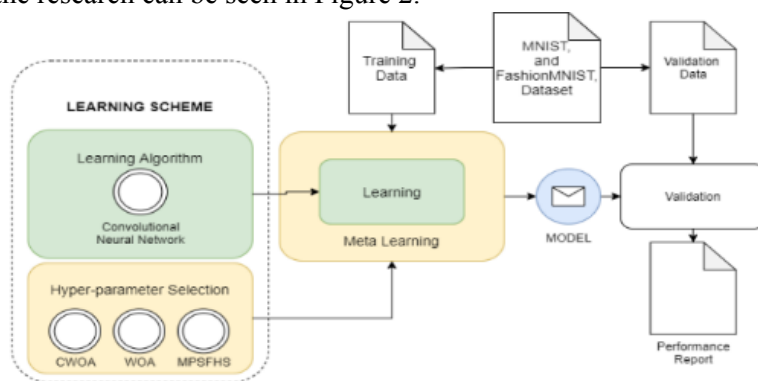 the research can be seen in Figure 2.
LEARNING SCHEME
Learning Algorithm
Convolutional
Neural Network
Hyper-parameter Selection
CWOA
WOA
MPSFHS
Training
Data
MNIST,
and
FashionMNIST,
Dataset
Validation
Data
Learning
Meta Learning
MODEL
Validation
Performance
Report